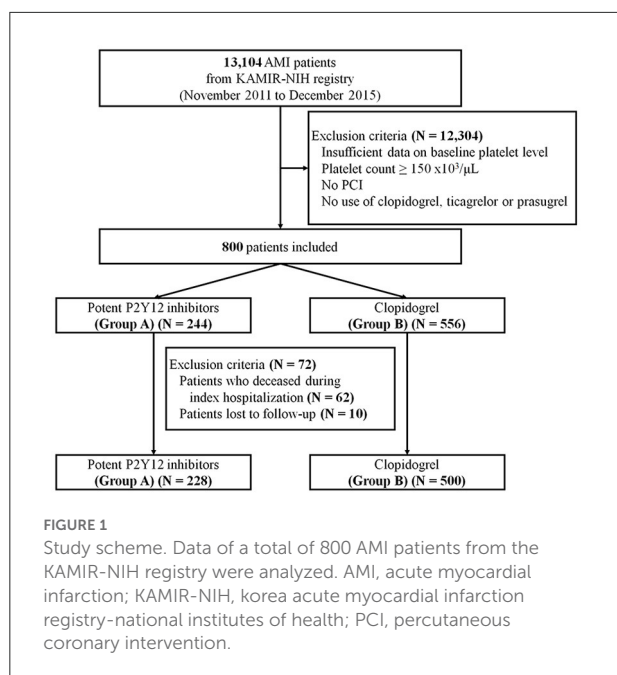 13,104 AMI patients
from KAMIR-NIH registry
(November 2011 to December 2015)
Exclusion criteria (N = 12,304)
Insufficient data on baseline platelet level
Platelet count ≥ 150 x10³/μL
No PCI
No use of clopidogrel, ticagrelor or prasugrel
800 patients included
Potent P2Y12 inhibitors
(Group A) (N = 244)
Clopidogrel
(Group B) (N = 556)
Exclusion criteria (N = 72)
Patients who deceased during
index hospitalization (N = 62)
Patients lost to follow-up (N = 10)
Potent P2Y12 inhibitors
(Group A) (N = 228)
Clopidogrel
(Group B) (N = 500)
FIGURE 1
Study scheme. Data of a total of 800 AMI patients from the
KAMIR-NIH registry were analyzed. AMI, acute myocardial
infarction; KAMIR-NIH, korea acute myocardial infarction
registry-national institutes of health; PCI, percutaneous
coronary intervention.